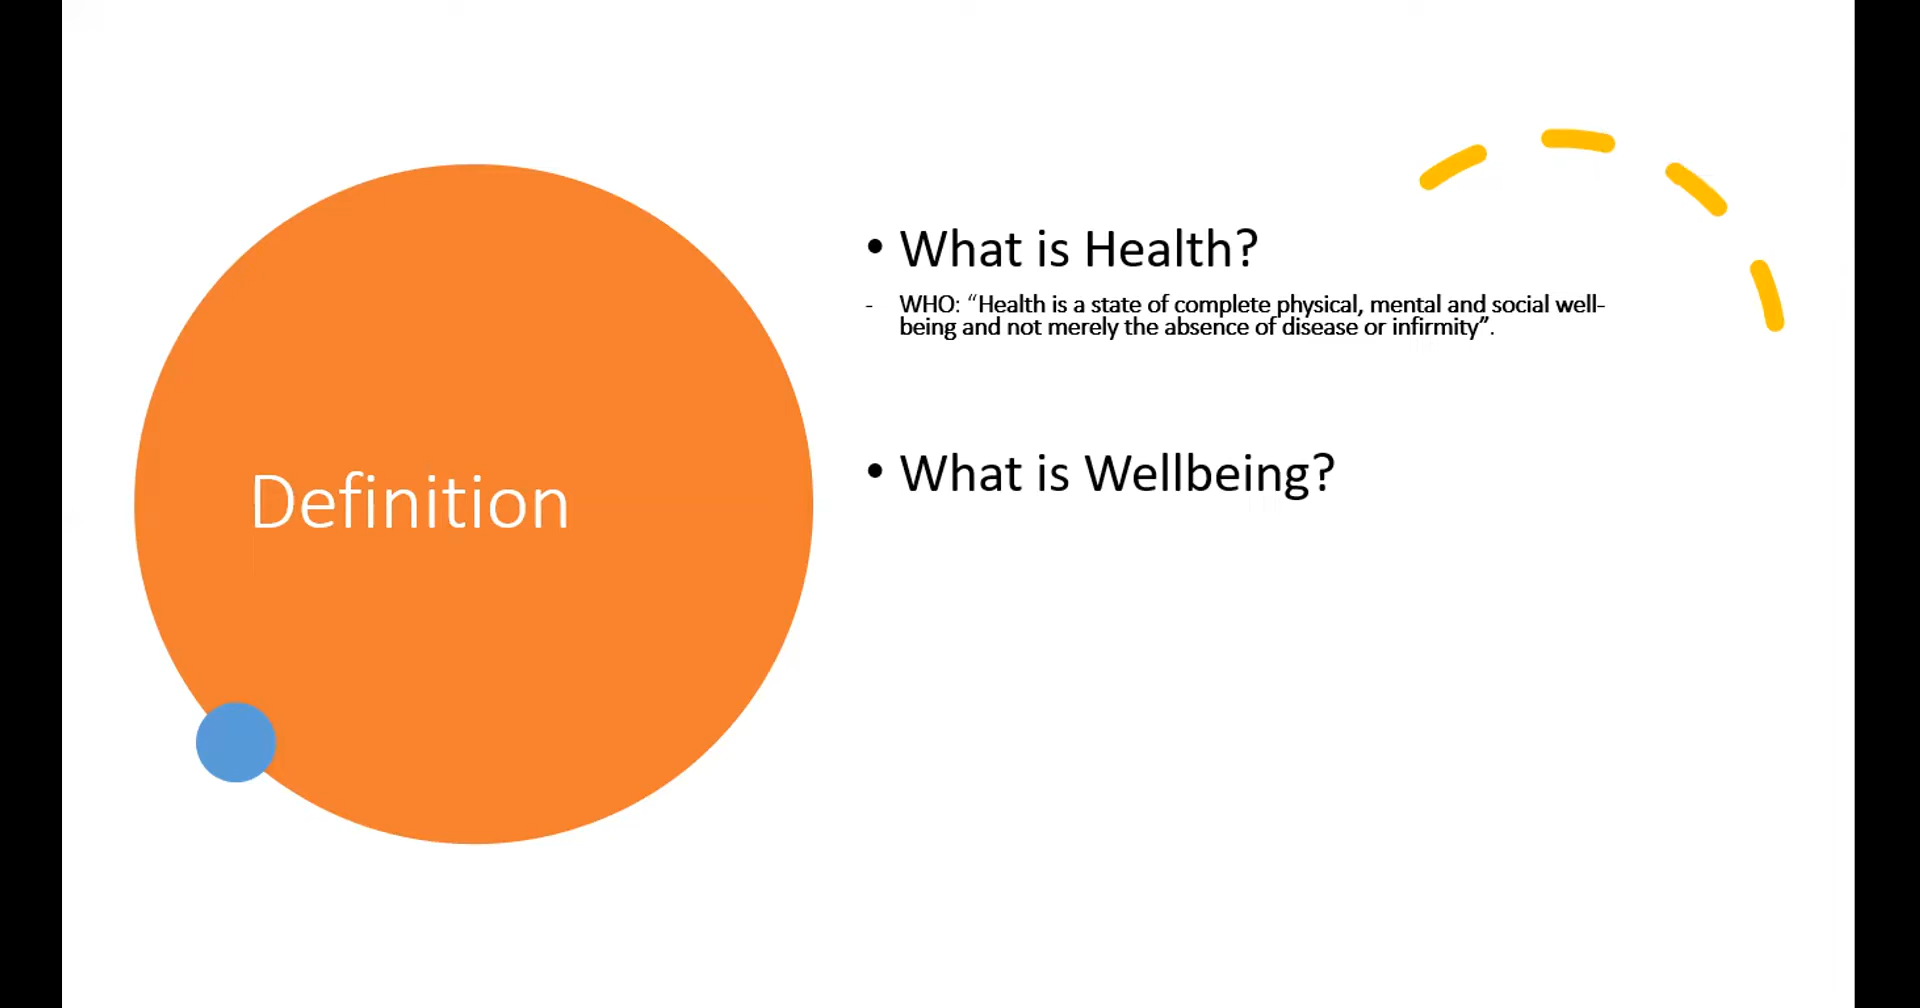 Definition
• What is Health?
- WHO: “Health is a state of complete physical, mental and social well-
being and not merely the absence of disease or infirmity”.
• What is Wellbeing?